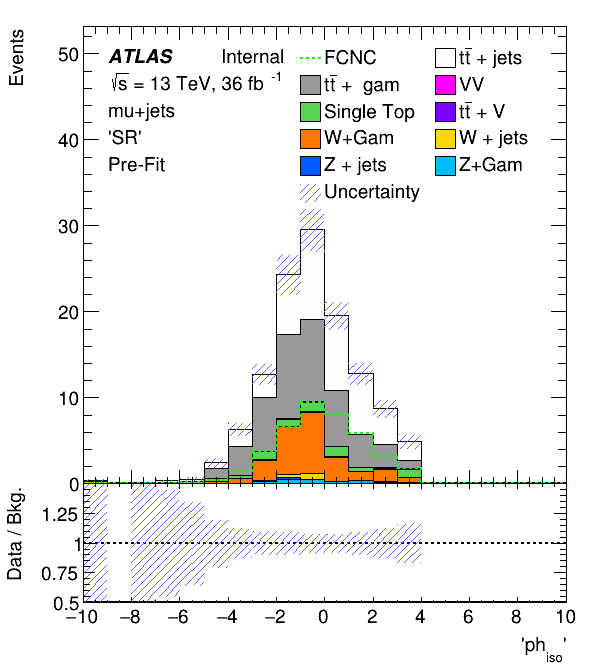 Events
50
40
30
20
10
0
ATLAS Internal
√s = 13 TeV, 36 fb -1
mu+jets
'SR'
Pre-Fit
FCNC
tt̄ + jets
tt̄ + gam
VV
Single Top
tt̄ + V
W+Gam
W + jets
Z + jets
Z+Gam
Uncertainty
Data / Bkg.
1.25
1
0.75
0.5
−10 −8 −6 −4 −2 0 2 4 6 8 10
'ph_iso'